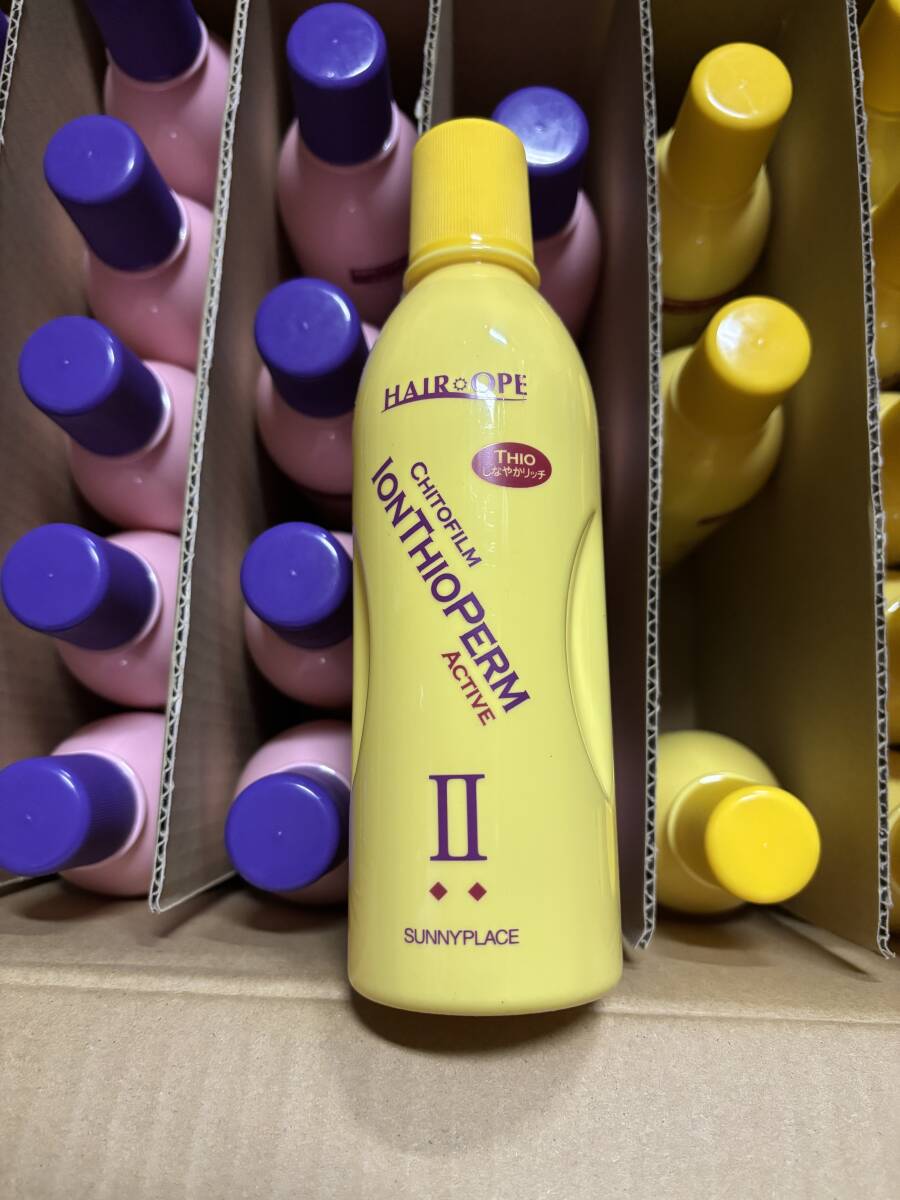 HAIR OPE
THIO
しなやかリッチ
CHITOFILM
IONTHIOPERM
ACTIVE
II
SUNNYPLACE